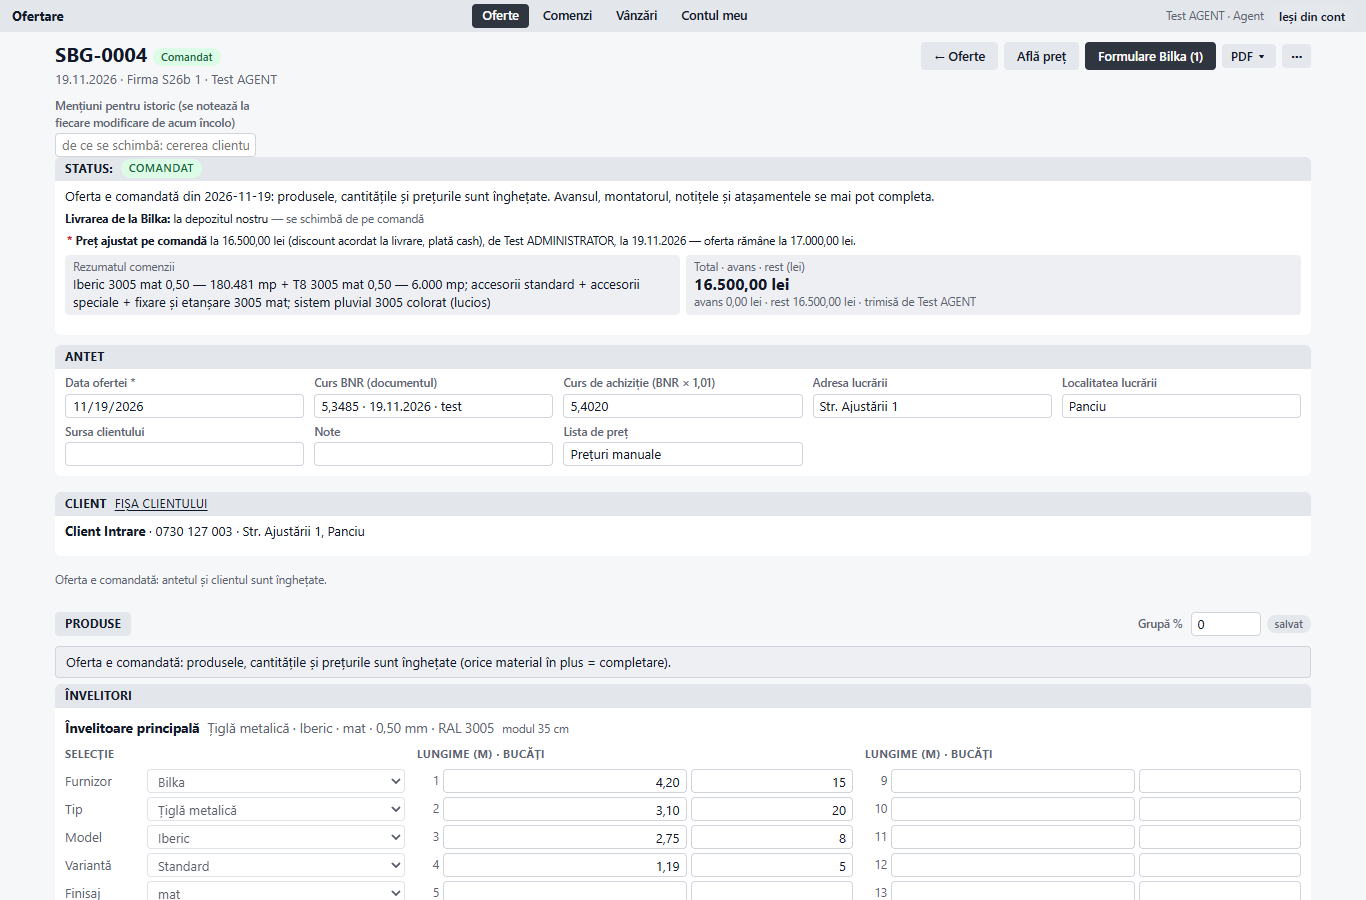 Ofertare
Oferte
Comenzi
Vânzări
Contul meu
Test AGENT · Agent
Ieși din cont
SBG-0004 Comandat
← Oferte
Află preț
Formulare Bilka (1)
PDF ▾
···
19.11.2026 · Firma S26b 1 · Test AGENT
Mențiuni pentru istoric (se notează la
fiecare modificare de acum încolo)
de ce se schimbă: cererea clientu
STATUS: COMANDAT
Oferta e comandată din 2026-11-19: produsele, cantitățile și prețurile sunt înghețate. Avansul, montatorul, notițele și atașamentele se mai pot completa.
Livrarea de la Bilka: la depozitul nostru — se schimbă de pe comandă
* Preț ajustat pe comandă la 16.500,00 lei (discount acordat la livrare, plată cash), de Test ADMINISTRATOR, la 19.11.2026 — oferta rămâne la 17.000,00 lei.
Rezumatul comenzii
Iberic 3005 mat 0,50 — 180.481 mp + T8 3005 mat 0,50 — 6.000 mp; accesorii standard + accesorii
speciale + fixare și etanșare 3005 mat; sistem pluvial 3005 colorat (lucios)
Total · avans · rest (lei)
16.500,00 lei
avans 0,00 lei · rest 16.500,00 lei · trimisă de Test AGENT
ANTET
Data ofertei *
Curs BNR (documentul)
Curs de achiziție (BNR × 1,01)
Adresa lucrării
Localitatea lucrării
11/19/2026
5,3485 · 19.11.2026 · test
5,4020
Str. Ajustării 1
Panciu
Sursa clientului
Note
Lista de preț
Prețuri manuale
CLIENT FIȘA CLIENTULUI
Client Intrare · 0730 127 003 · Str. Ajustării 1, Panciu
Oferta e comandată: antetul și clientul sunt înghețate.
PRODUSE
Grupă % 0 salvat
Oferta e comandată: produsele, cantitățile și prețurile sunt înghețate (orice material în plus = completare).
ÎNVELITORI
Învelitoare principală Țiglă metalică · Iberic · mat · 0,50 mm · RAL 3005 modul 35 cm
SELECȚIE
LUNGIME (M) · BUCĂȚI
LUNGIME (M) · BUCĂȚI
Furnizor Bilka 1 4,20 15 9
Tip Țiglă metalică 2 3,10 20 10
Model Iberic 3 2,75 8 11
Variantă Standard 4 1,19 5 12
Finisaj mat 5 13